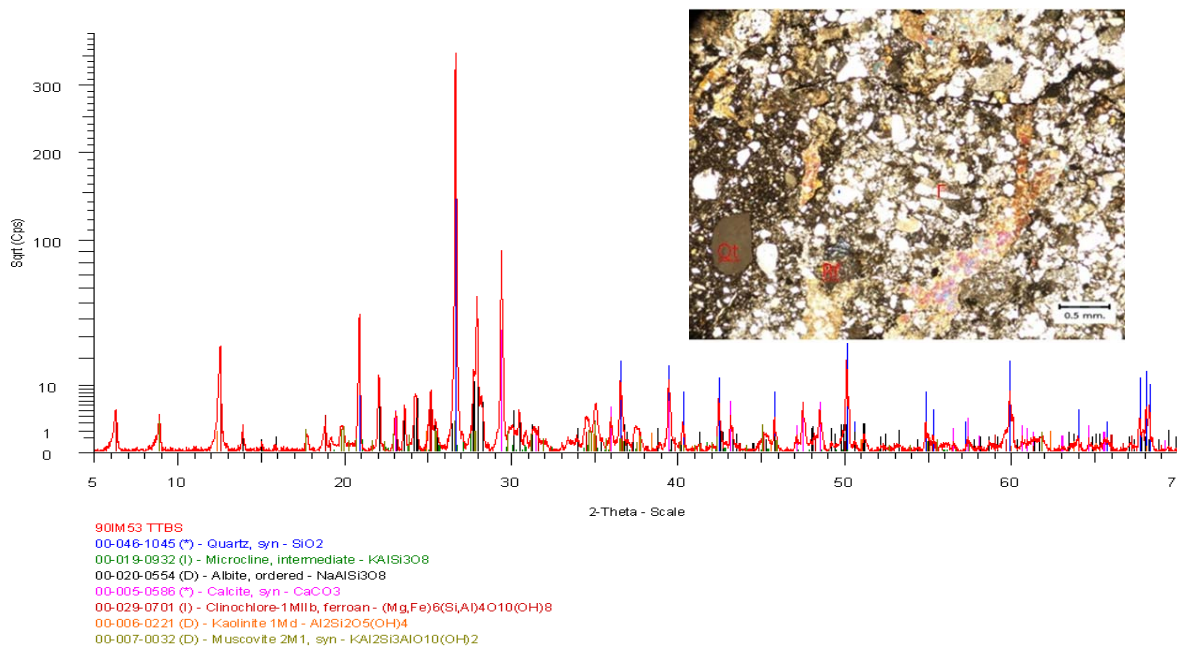 300
200
100
10
1
0
Sqrt (Cps)
5 10 20 30 40 50 60 7
2-Theta - Scale
Qt
F
0.5 mm.
90IM53 TTBS
00-046-1045 (*) - Quartz, syn - SiO2
00-019-0932 (I) - Microcline, intermediate - KAlSi3O8
00-020-0554 (D) - Albite, ordered - NaAlSi3O8
00-005-0586 (*) - Calcite, syn - CaCO3
00-029-0701 (I) - Clinochlore-1MIIb, ferroan - (Mg,Fe)6(Si,Al)4O10(OH)8
00-006-0221 (D) - Kaolinite 1Md - Al2Si2O5(OH)4
00-007-0032 (D) - Muscovite 2M1, syn - KAl2Si3AlO10(OH)2